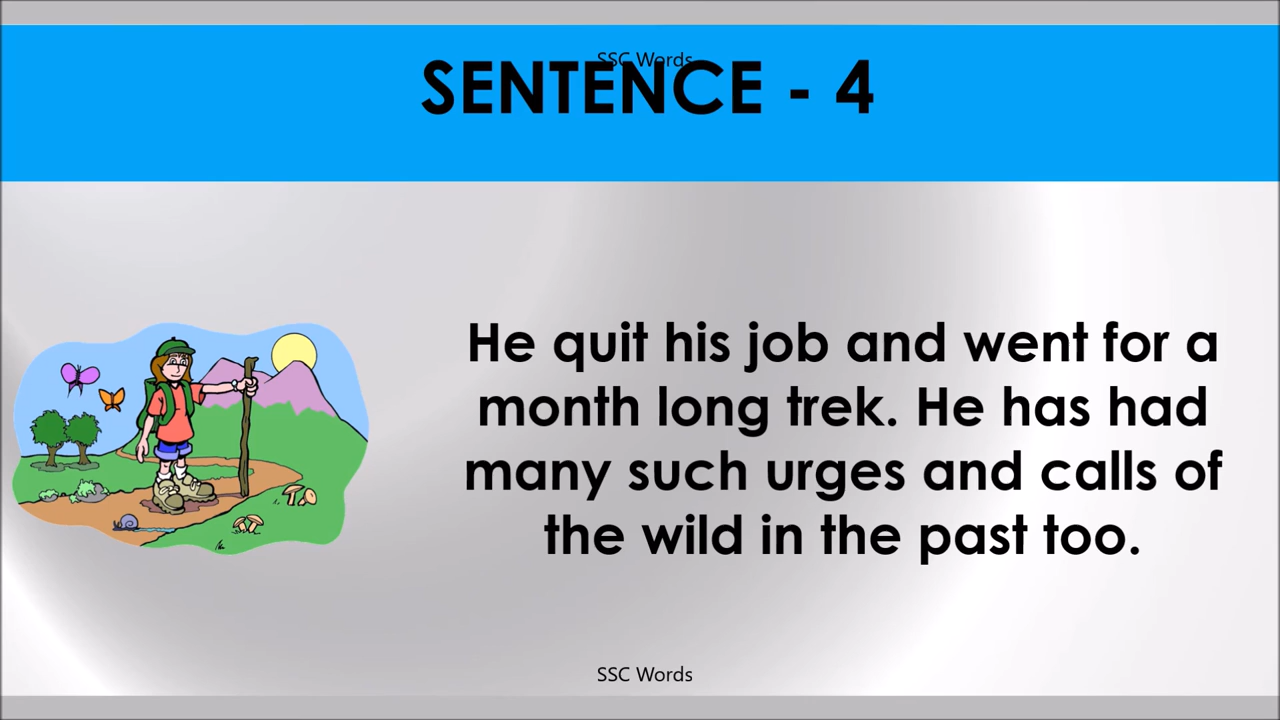 SSC Words
SENTENCE - 4
He quit his job and went for a
month long trek. He has had
many such urges and calls of
the wild in the past too.
SSC Words